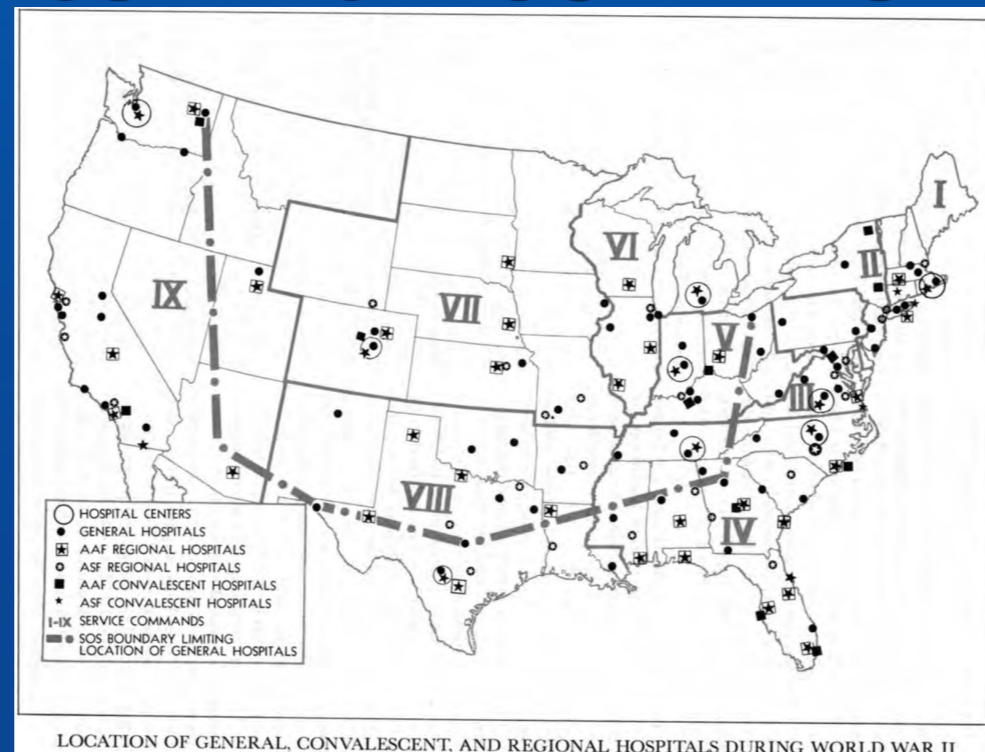 I
II
III
IV
V
VI
VII
VIII
IX
HOSPITAL CENTERS
GENERAL HOSPITALS
AAF REGIONAL HOSPITALS
ASF REGIONAL HOSPITALS
AAF CONVALESCENT HOSPITALS
ASF CONVALESCENT HOSPITALS
I-IX SERVICE COMMANDS
SOS BOUNDARY LIMITING
LOCATION OF GENERAL HOSPITALS
LOCATION OF GENERAL, CONVALESCENT, AND REGIONAL HOSPITALS DURING WORLD WAR II